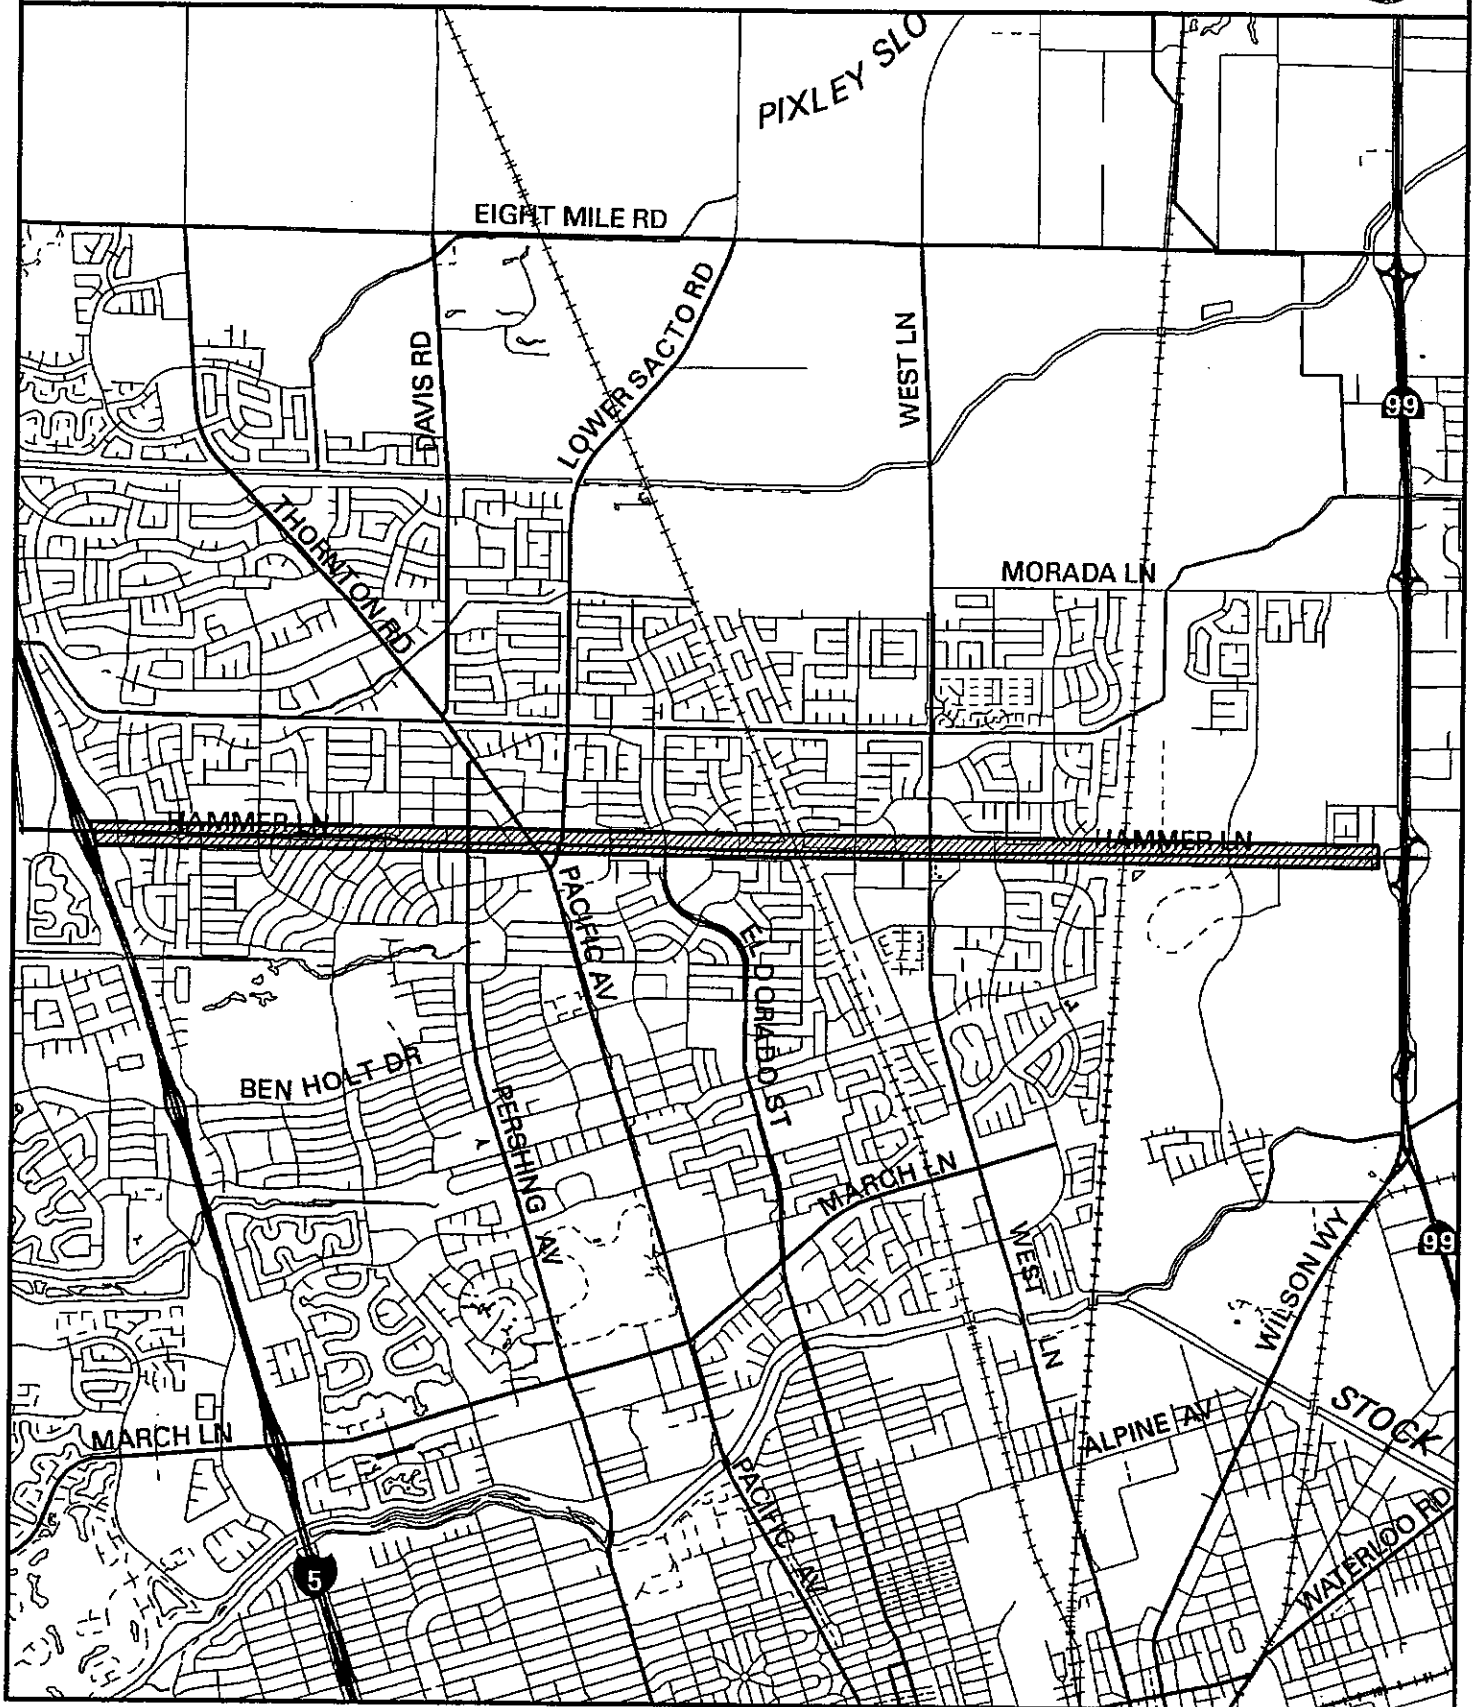 PIXLEY SLO
EIGHT MILE RD
LOWER SACTO RD
DAVIS RD
WEST LN
99
THORNTON RD
MORADA LN
HAMMER LN
HAMMER LN
PACIFIC AV
EL DORADO ST
BEN HOLT DR
PERSHING AV
MARCH LN
WEST LN
WILSON WY
99
MARCH LN
ALPINE AV
STOCK
PACIFIC AV
WATERLOO RD
5